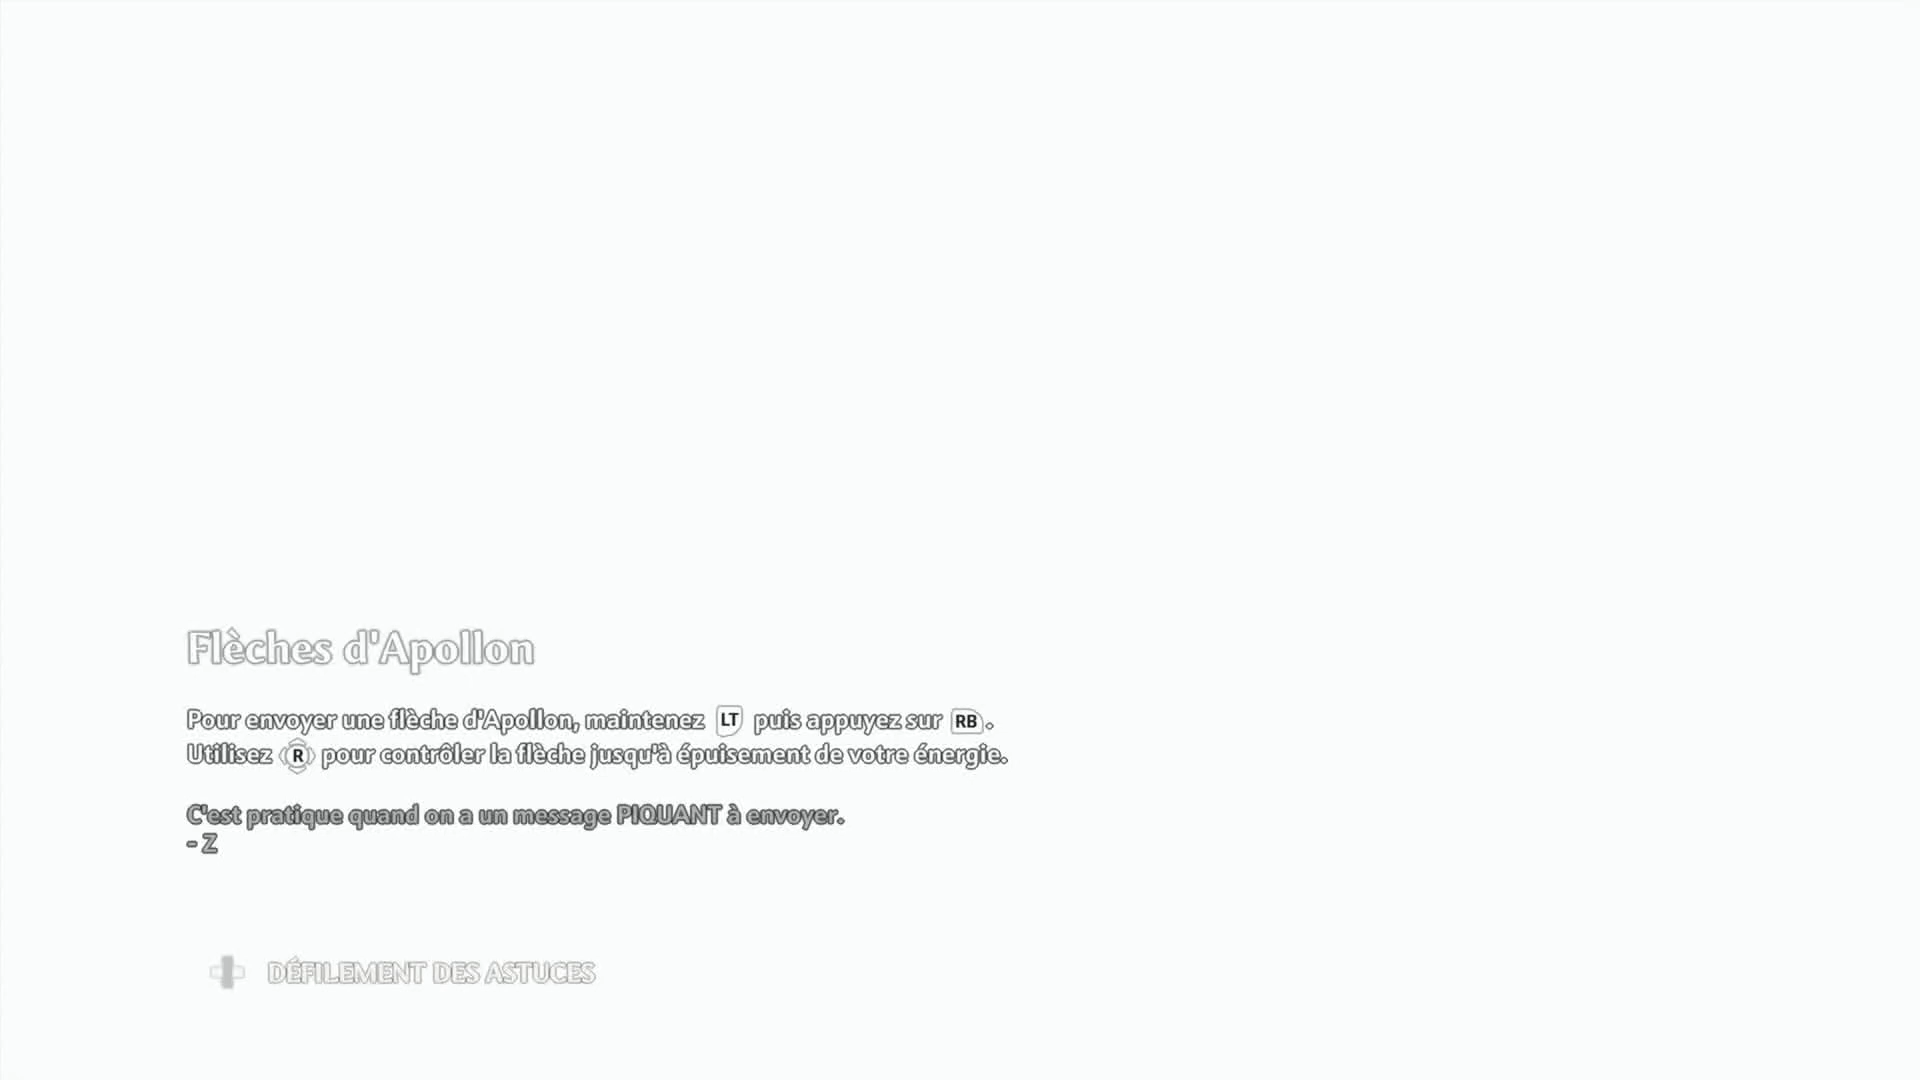 Flèches d'Apollon
Pour envoyer une flèche d'Apollon, maintenez LT puis appuyez sur RB.
Utilisez R pour contrôler la flèche jusqu'à épuisement de votre énergie.
C'est pratique quand on a un message PIQUANT à envoyer.
- Z
DÉFILEMENT DES ASTUCES